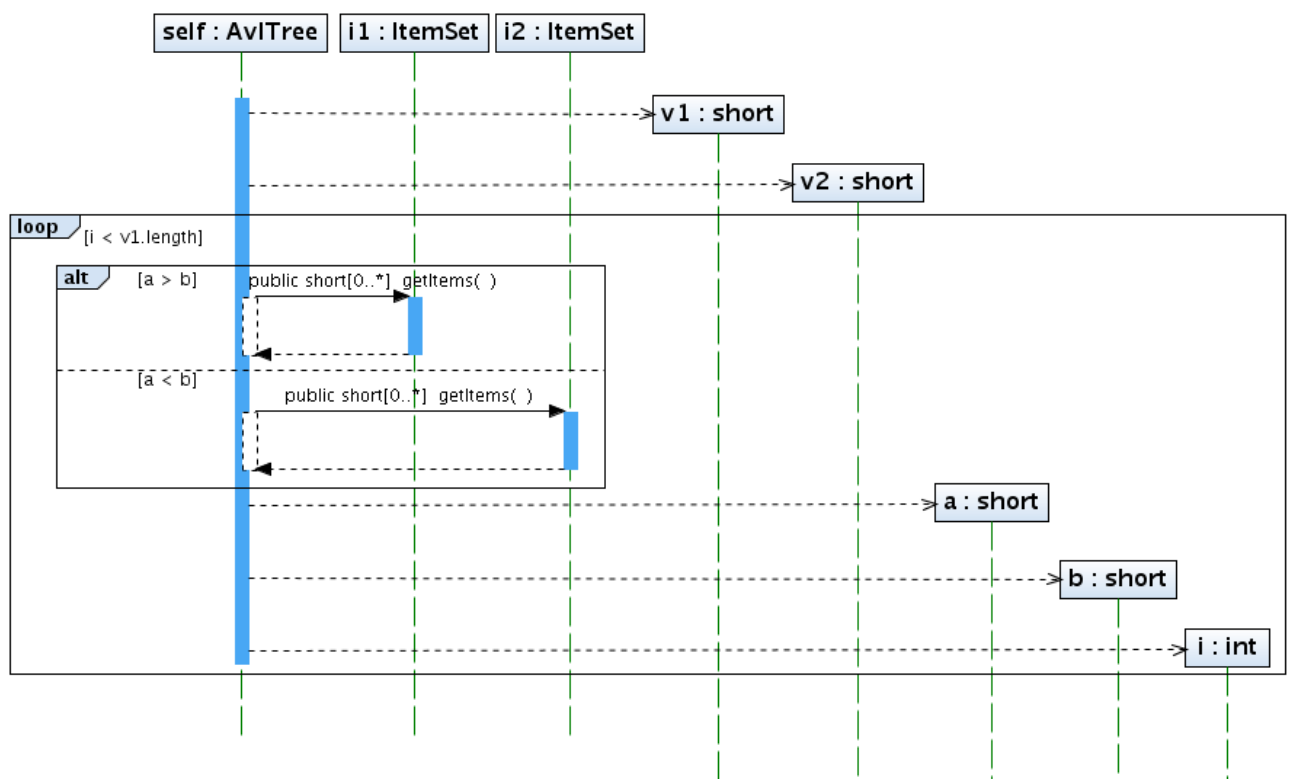 self : AvlTree
i1 : ItemSet
i2 : ItemSet
v1 : short
v2 : short
loop
[i < v1.length]
alt
[a > b]
public short[0..*]  getItems(  )
[a < b]
public short[0..*]  getItems(  )
a : short
b : short
i : int